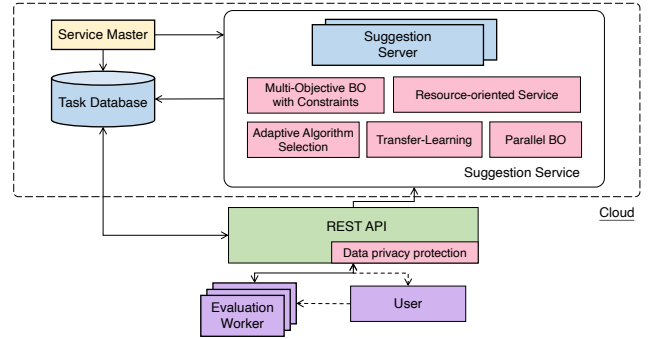 Service Master
Suggestion
Server
Task Database
Multi-Objective BO
with Constraints
Resource-oriented Service
Adaptive Algorithm
Selection
Transfer-Learning
Parallel BO
Suggestion Service
Cloud
REST API
Data privacy protection
Evaluation
Worker
User